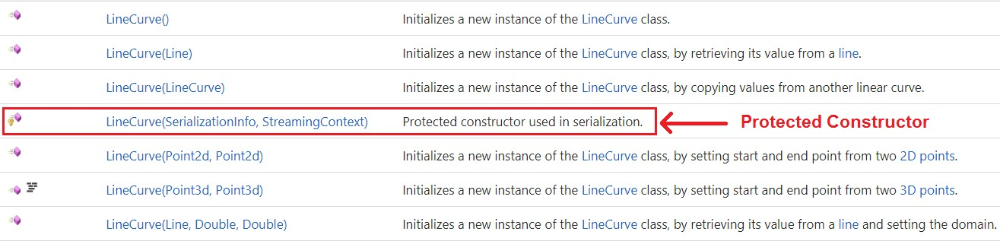 LineCurve() Initializes a new instance of the LineCurve class.
LineCurve(Line) Initializes a new instance of the LineCurve class, by retrieving its value from a line.
LineCurve(LineCurve) Initializes a new instance of the LineCurve class, by copying values from another linear curve.
LineCurve(SerializationInfo, StreamingContext) Protected constructor used in serialization. Protected Constructor
LineCurve(Point2d, Point2d) Initializes a new instance of the LineCurve class, by setting start and end point from two 2D points.
LineCurve(Point3d, Point3d) Initializes a new instance of the LineCurve class, by setting start and end point from two 3D points.
LineCurve(Line, Double, Double) Initializes a new instance of the LineCurve class, by retrieving its value from a line and setting the domain.